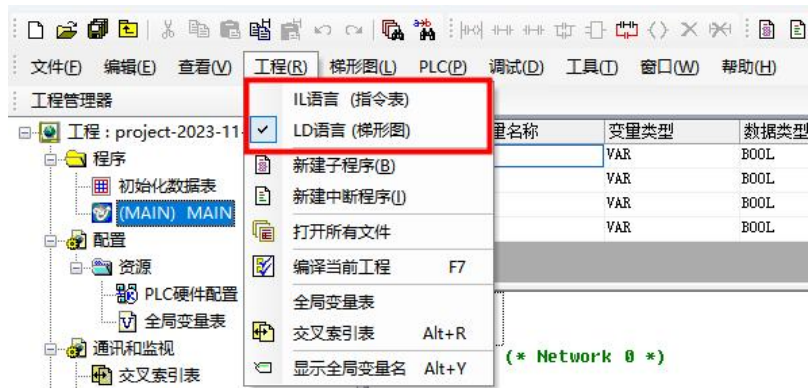 文件(F) 编辑(E) 查看(V) 工程(R) 梯形图(L) PLC(P) 调试(D) 工具(T) 窗口(W) 帮助(H)
工程管理器
IL语言 (指令表)
LD语言 (梯形图)
新建子程序(B)
新建中断程序(I)
打开所有文件
编译当前工程 F7
全局变量表
交叉索引表 Alt+R
显示全局变量名 Alt+Y
工程 : project-2023-11-
程序
初始化数据表
(MAIN) MAIN
配置
资源
PLC硬件配置
全局变量表
通讯和监视
交叉索引表
量名称 变量类型 数据类型
VAR BOOL
VAR BOOL
VAR BOOL
VAR BOOL
(* Network 0 *)